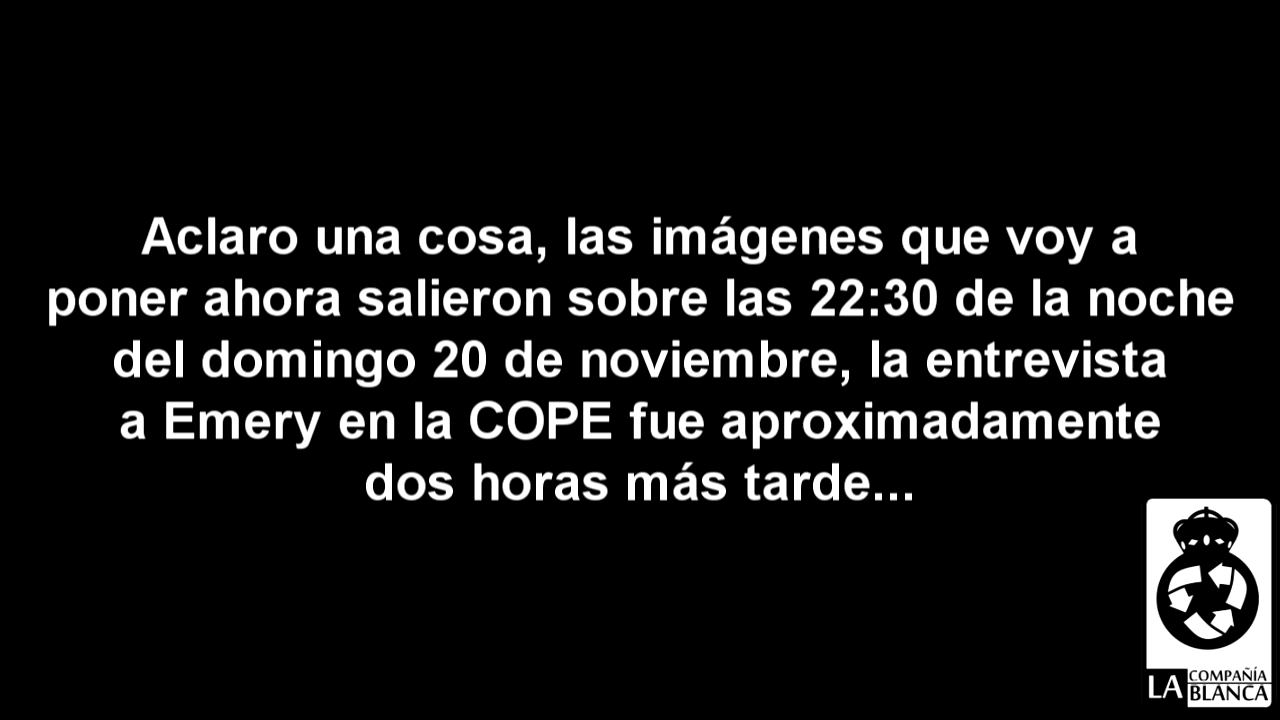 Aclaro una cosa, las imágenes que voy a
poner ahora salieron sobre las 22:30 de la noche
del domingo 20 de noviembre, la entrevista
a Emery en la COPE fue aproximadamente
dos horas más tarde...
LA COMPAÑÍA
BLANCA